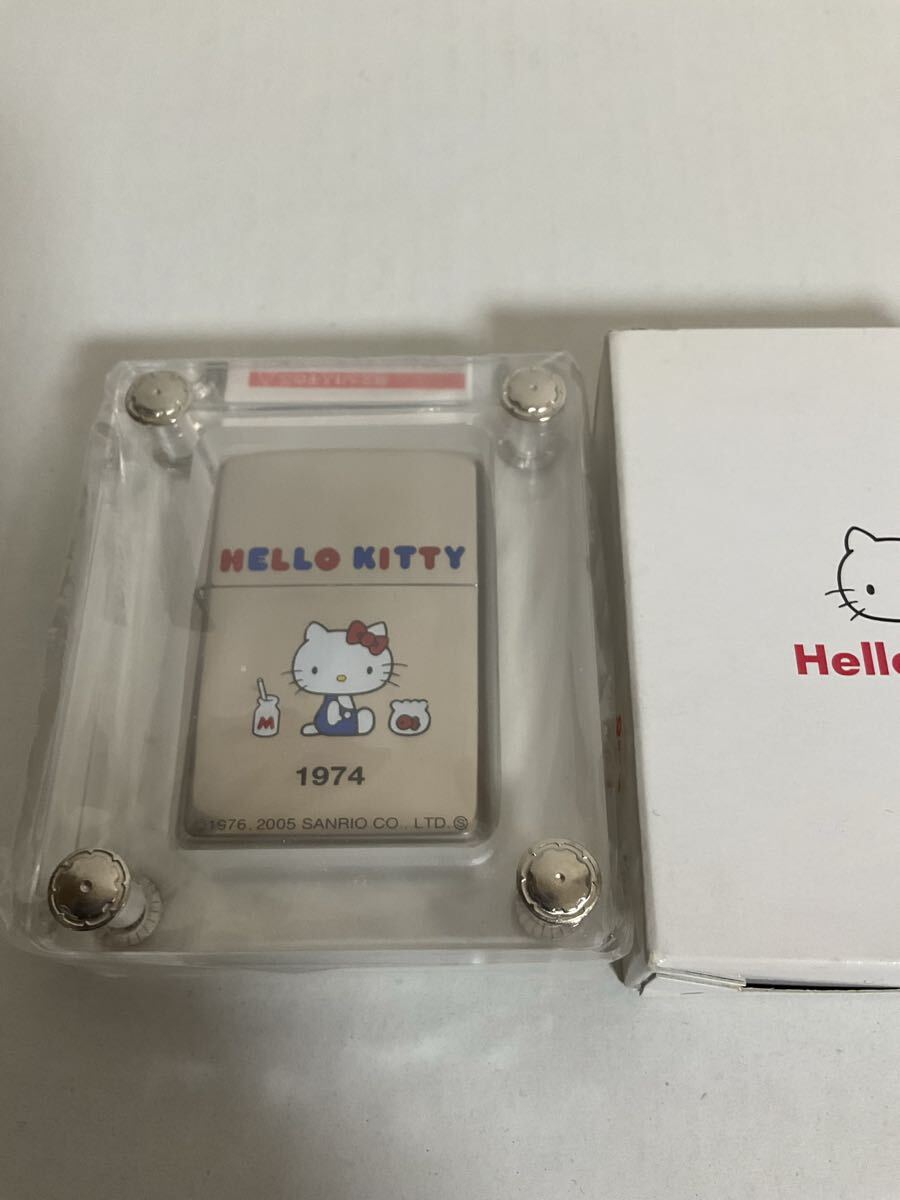 HELLO KITTY
M
1974
©1976, 2005 SANRIO CO., LTD. Ⓢ
Hello